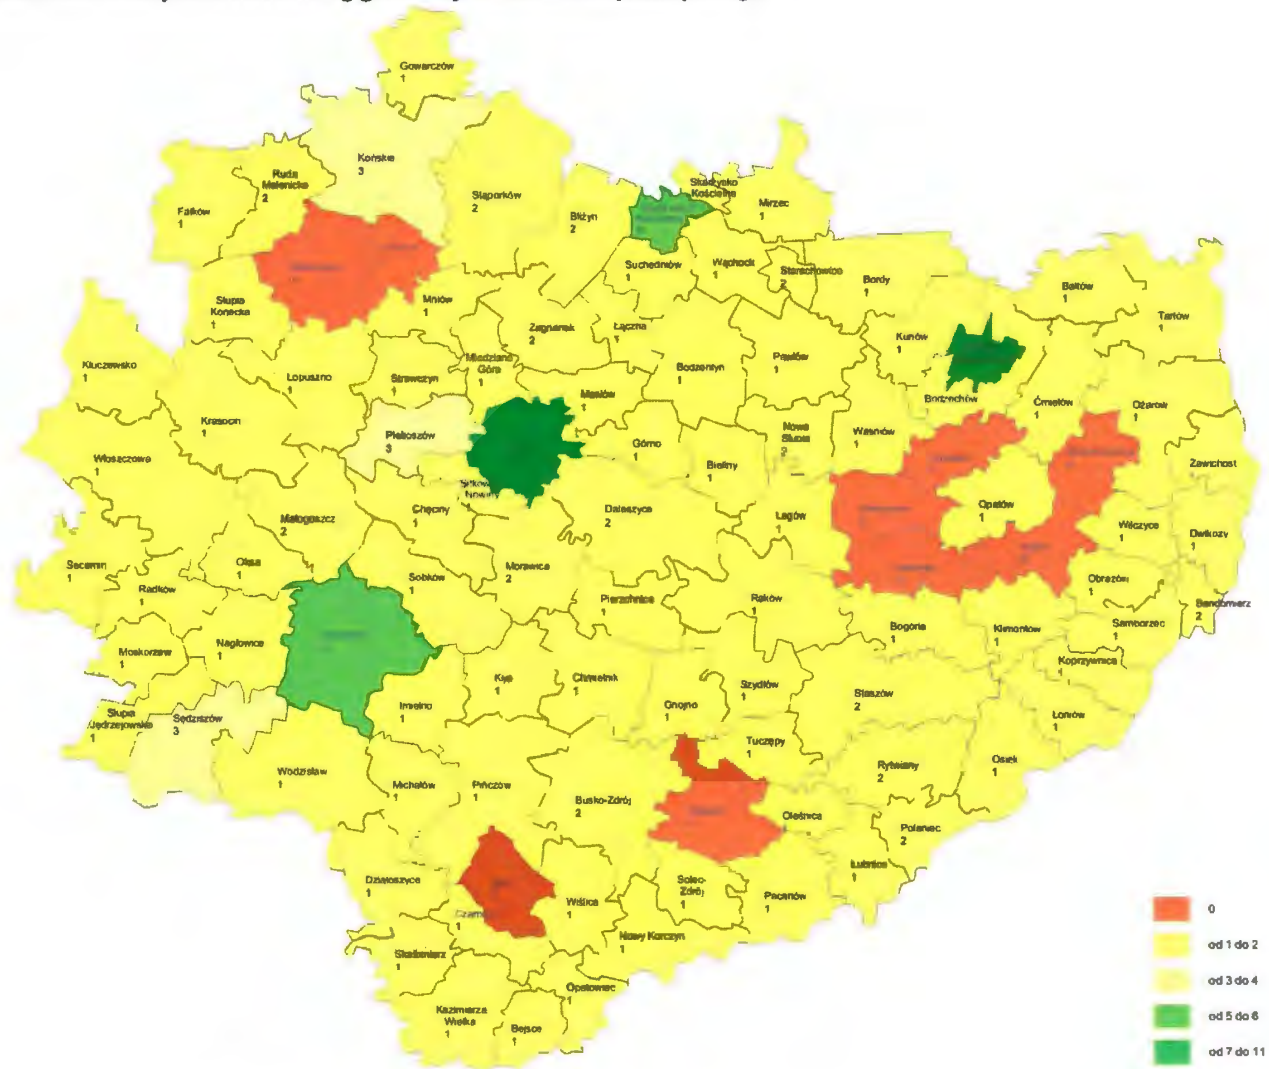 Gowarczów
1
Końskie
3
Ruda
Malenicka
2
Fałków
1
Stąporków
2
Bliżyn
2
Skarżysko
Kościelne
Mirzec
1
Suchedniów
1
Wąchock
1
Starachowice
2
Brody
1
Bałtów
1
Tarłów
1
Słupia
Konecka
1
Mniów
1
Zagnańsk
2
Łączna
1
Kunów
1
Kluczewsko
1
Łopuszno
1
Strawczyn
1
Miedziana
Góra
1
Masłów
1
Bodzentyn
1
Pawłów
1
Bodzechów
Ćmielów
1
Ożarów
1
Krasocin
1
Piekoszów
3
Górno
1
Bieliny
1
Nowa
Słupia
Waśniów
1
Włoszczowa
1
Zawichost
Sitkówka
Nowiny
1
Małogoszcz
2
Chęciny
1
Daleszyce
2
Łagów
1
Opatów
1
Wilczyce
1
Dwikozy
1
Secemin
1
Oksa
1
Radków
1
Sobków
1
Morawica
2
Pierzchnica
1
Raków
1
Obrazów
1
Sandomierz
2
Moskorzew
1
Nagłowice
1
Bogoria
1
Klimontów
1
Samborzec
1
Koprzywnica
1
Kije
1
Chmielnik
1
Szydłów
1
Staszów
2
Słupia
Jędrzejowska
1
Sędziszów
3
Imielno
1
Gnojno
1
Łoniów
1
Tuczępy
1
Wodzisław
1
Michałów
1
Pińczów
1
Busko-Zdrój
2
Rytwiany
2
Osiek
1
Oleśnica
Połaniec
2
Działoszyce
1
Wiślica
1
Solec-
Zdrój
1
Pacanów
1
Łubnice
1
1
Nowy Korczyn
1
Skalbmierz
1
Opatowiec
1
Kazimierza
Wielka
1
Bejsce
1
0
od 1 do 2
od 3 do 4
od 5 do 6
od 7 do 11